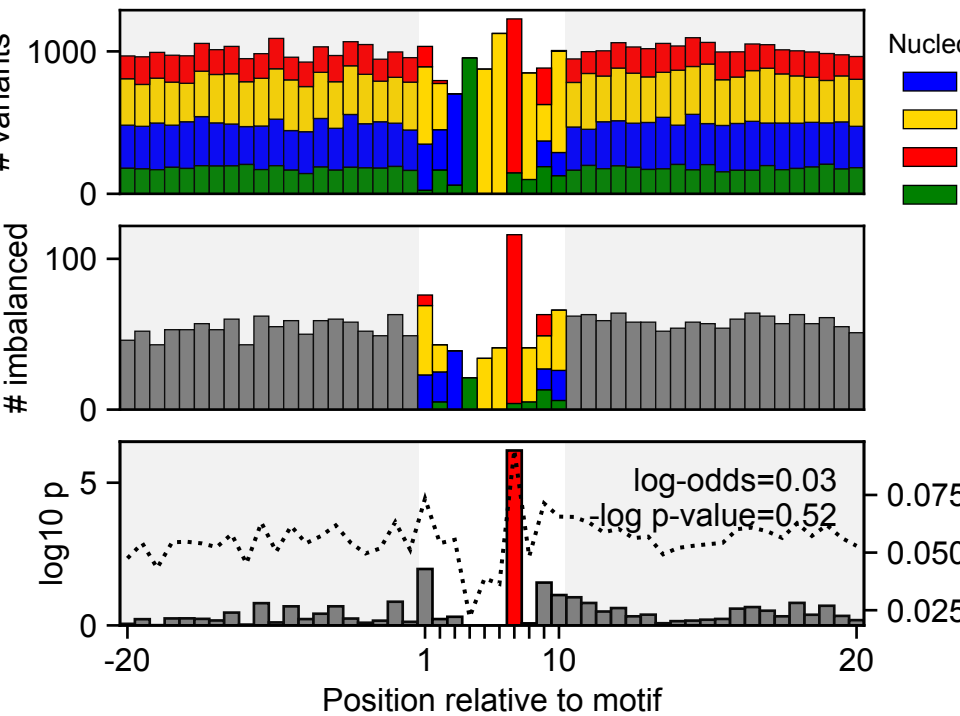 # variants
1000
0
Nucleo
# imbalanced
100
0
log10 p
5
0
log-odds=0.03
-log p-value=0.52
0.075
0.050
0.025
-20
1
10
20
Position relative to motif